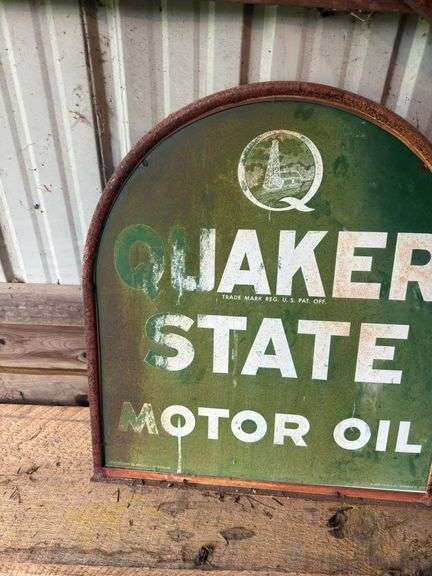 Q
QUAKER
TRADE MARK REG. U. S. PAT. OFF.
STATE
MOTOR OIL